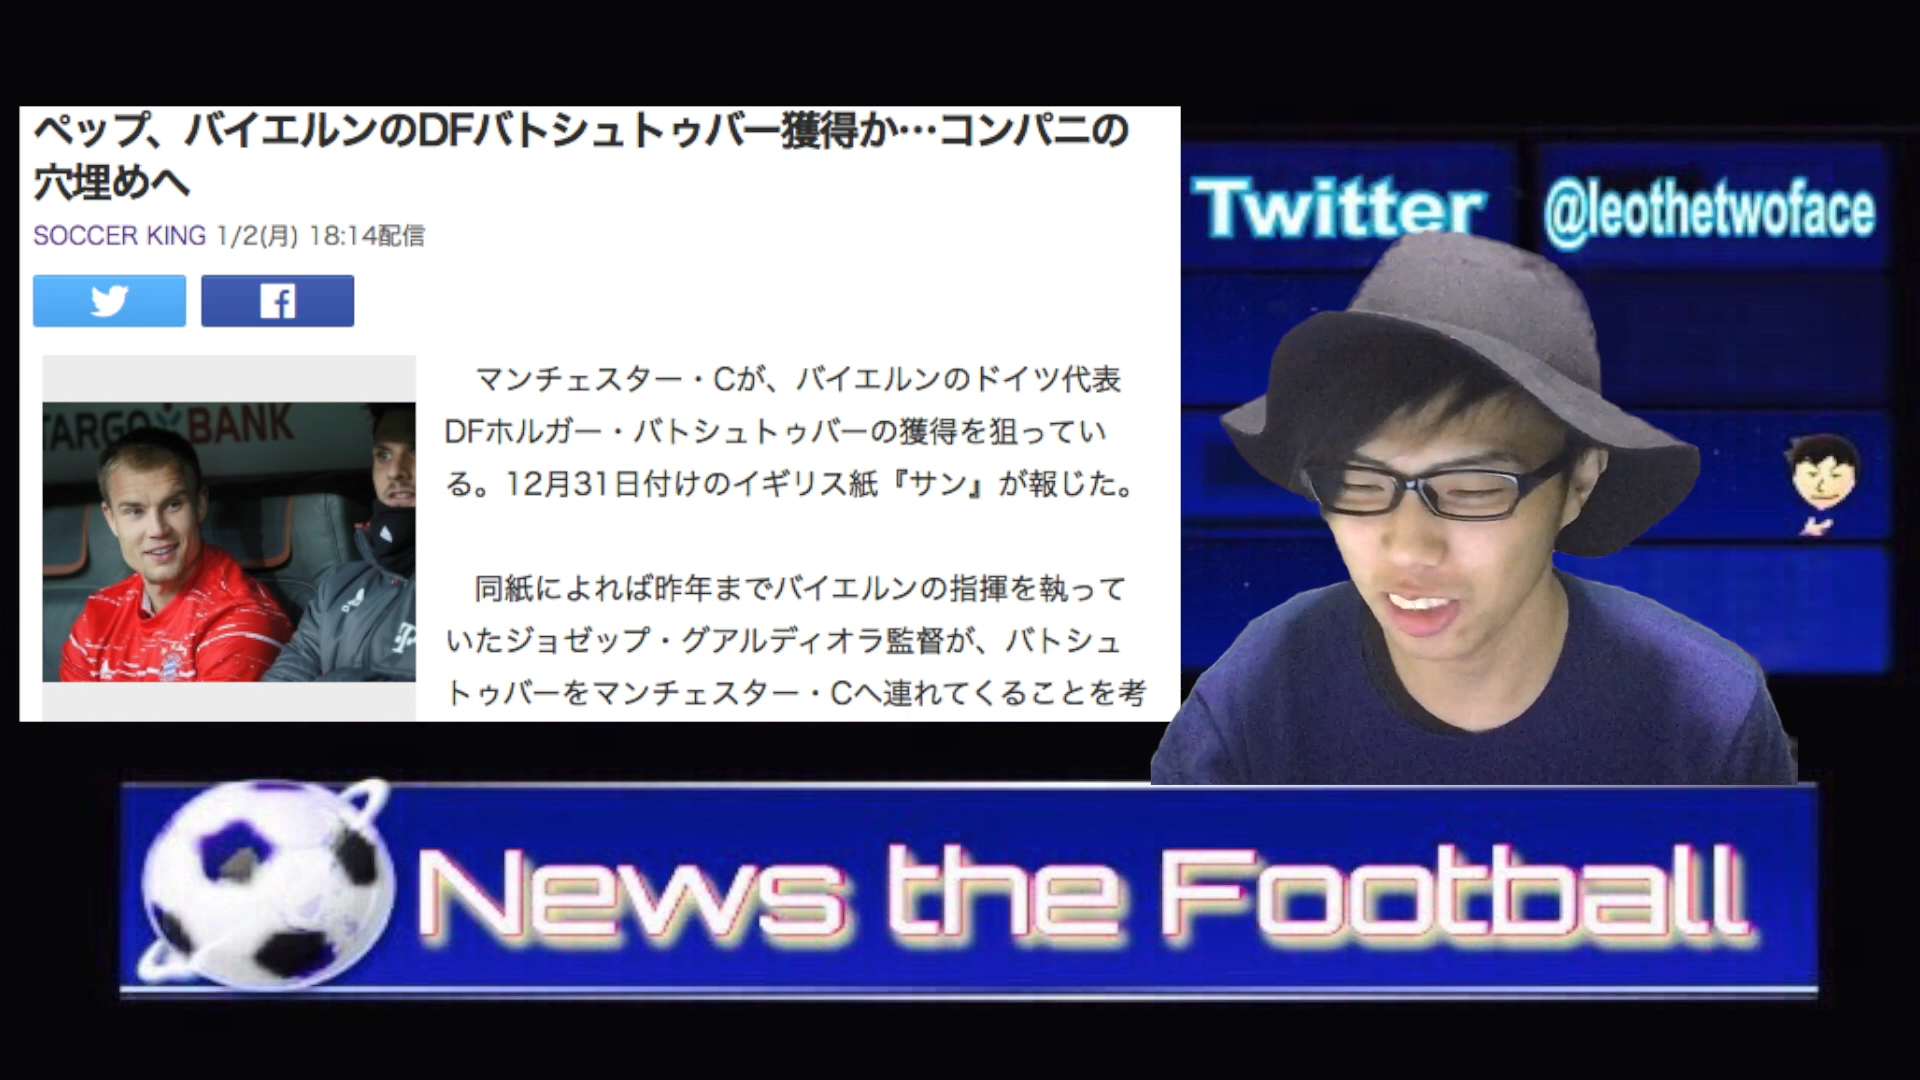 ペップ、バイエルンのDFバトシュトゥバー獲得か…コンパニの
穴埋めへ
SOCCER KING 1/2(月) 18:14配信
TARGO BANK
マンチェスター・Cが、バイエルンのドイツ代表
DFホルガー・バトシュトゥバーの獲得を狙ってい
る。12月31日付けのイギリス紙『サン』が報じた。
同紙によれば昨年までバイエルンの指揮を執って
いたジョゼップ・グアルディオラ監督が、バトシュ
トゥバーをマンチェスター・Cへ連れてくることを考
Twitter
@leothetwoface
News the Football